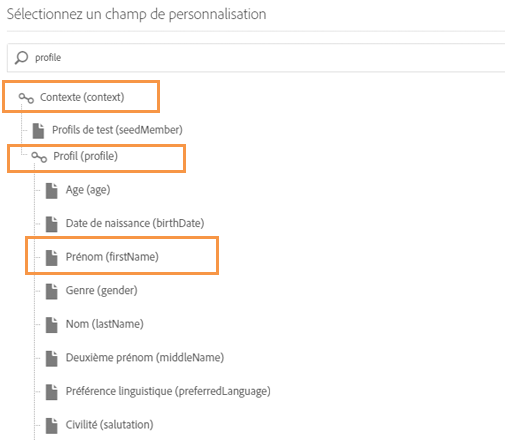 Sélectionnez un champ de personnalisation
profile
Contexte (context)
Profils de test (seedMember)
Profil (profile)
Age (age)
Date de naissance (birthDate)
Prénom (firstName)
Genre (gender)
Nom (lastName)
Deuxième prénom (middleName)
Préférence linguistique (preferredLanguage)
Civilité (salutation)